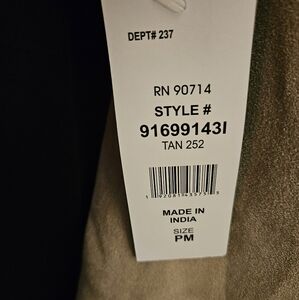 DEPT# 237
RN 90714
STYLE #
91699143I
TAN 252
MADE IN
INDIA
SIZE
PM